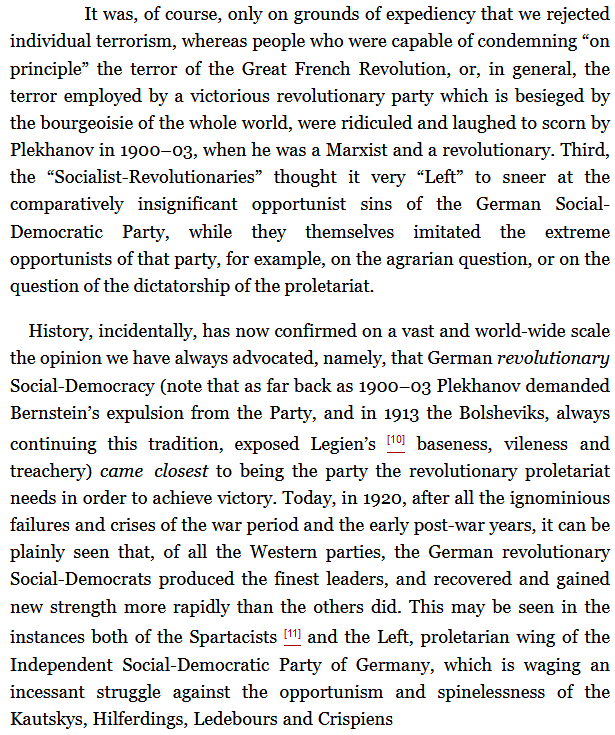 It was, of course, only on grounds of expediency that we rejected
individual terrorism, whereas people who were capable of condemning “on
principle” the terror of the Great French Revolution, or, in general, the
terror employed by a victorious revolutionary party which is besieged by
the bourgeoisie of the whole world, were ridiculed and laughed to scorn by
Plekhanov in 1900–03, when he was a Marxist and a revolutionary. Third,
the “Socialist-Revolutionaries” thought it very “Left” to sneer at the
comparatively insignificant opportunist sins of the German Social-
Democratic Party, while they themselves imitated the extreme
opportunists of that party, for example, on the agrarian question, or on the
question of the dictatorship of the proletariat.
History, incidentally, has now confirmed on a vast and world-wide scale
the opinion we have always advocated, namely, that German revolutionary
Social-Democracy (note that as far back as 1900–03 Plekhanov demanded
Bernstein’s expulsion from the Party, and in 1913 the Bolsheviks, always
continuing this tradition, exposed Legien’s [10] baseness, vileness and
treachery) came closest to being the party the revolutionary proletariat
needs in order to achieve victory. Today, in 1920, after all the ignominious
failures and crises of the war period and the early post-war years, it can be
plainly seen that, of all the Western parties, the German revolutionary
Social-Democrats produced the finest leaders, and recovered and gained
new strength more rapidly than the others did. This may be seen in the
instances both of the Spartacists [11] and the Left, proletarian wing of the
Independent Social-Democratic Party of Germany, which is waging an
incessant struggle against the opportunism and spinelessness of the
Kautskys, Hilferdings, Ledebours and Crispiens